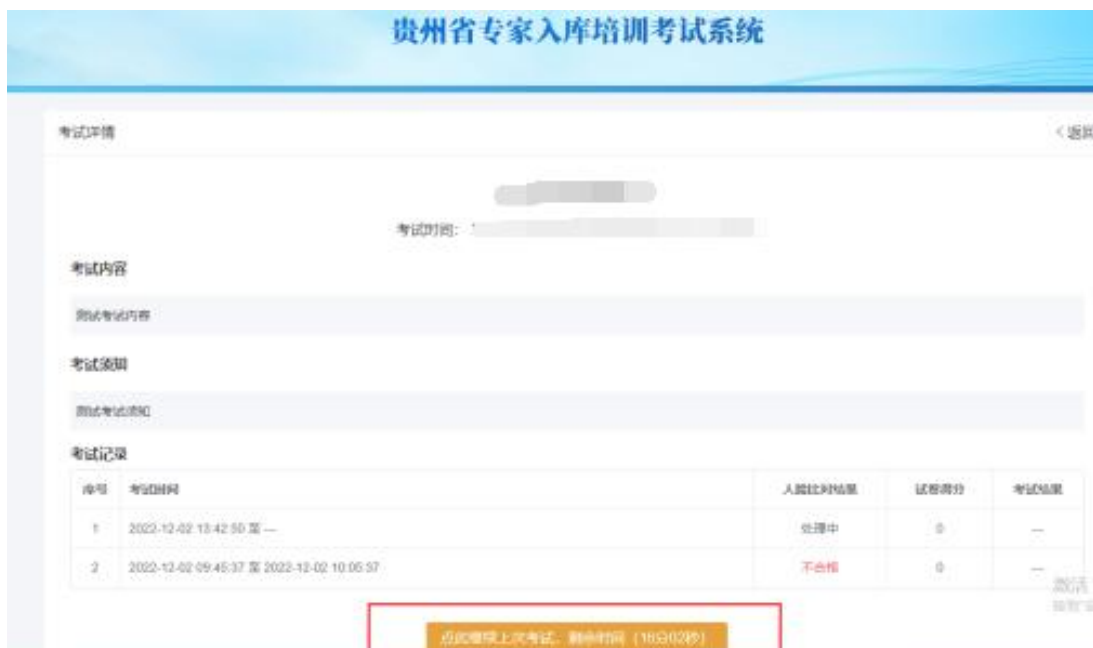 贵州省专家入库培训考试系统
考试详情
<返回
考试时间:
考试内容
测试考试内容
考试须知
测试考试须知
考试记录
序号 考试时间 人脸比对结果 试卷得分 考试结果
1 2022-12-02 13:42:50 至 — 处理中 0 —
2 2022-12-02 09:45:37 至 2022-12-02 10:05:37 不合格 0 —
激活
点此继续上次考试,剩余时间(16分02秒)